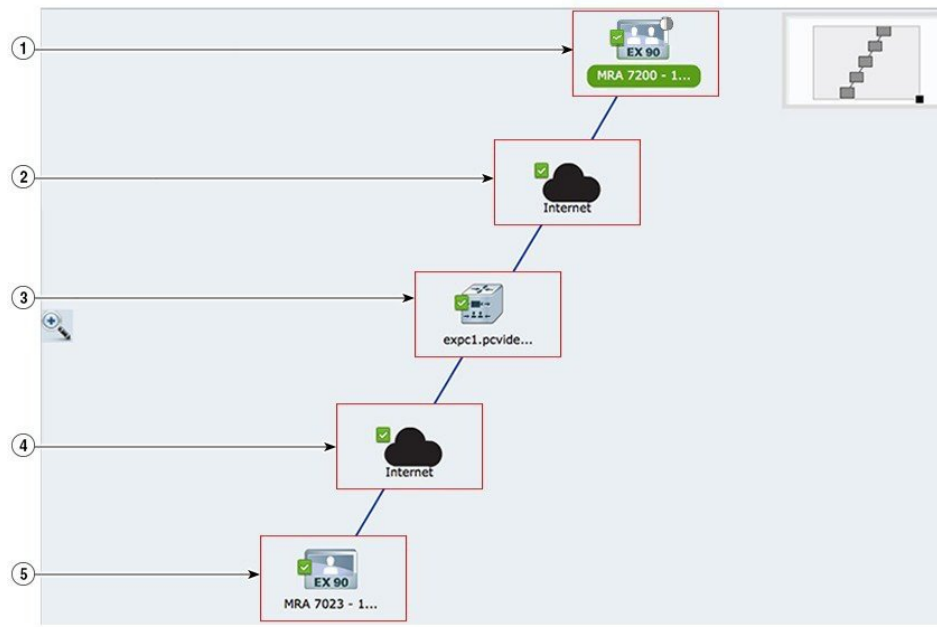 1
EX 90
MRA 7200 - 1...
2
Internet
3
expc1.pcvide...
4
Internet
5
EX 90
MRA 7023 - 1...